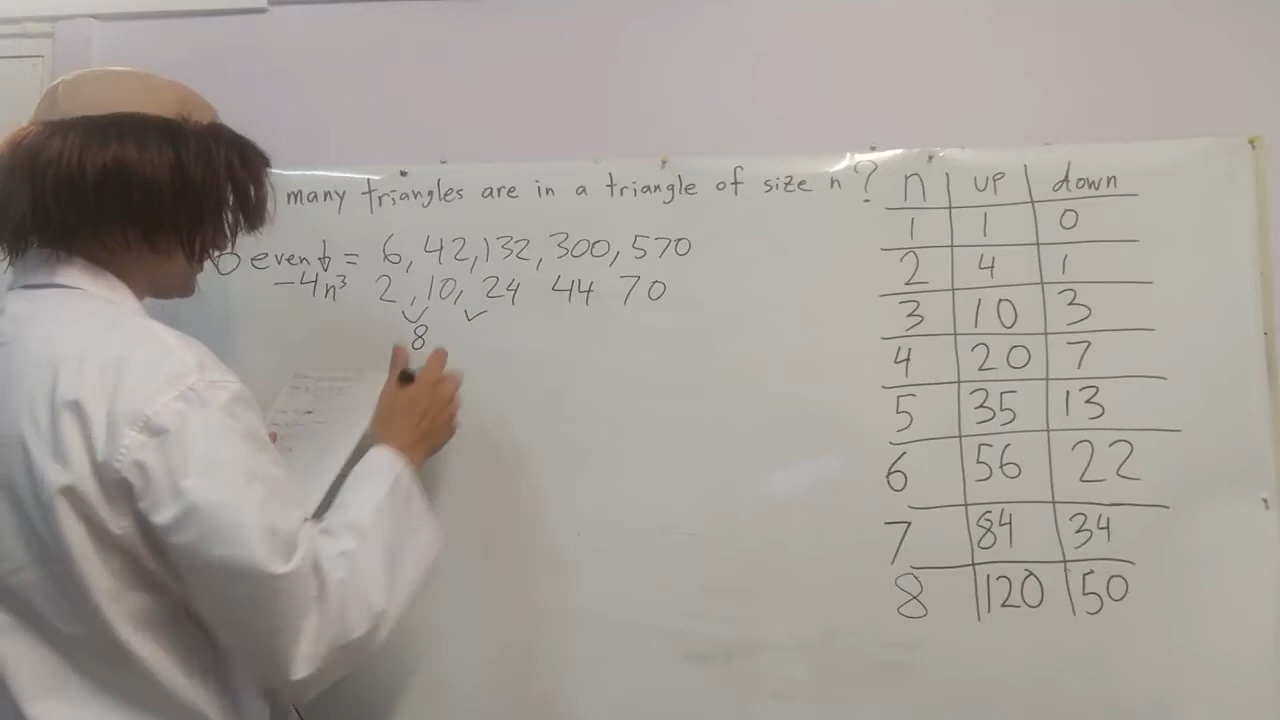 many triangles are in a triangle of size n?
event↓ = 6, 42, 132, 300, 570
-4n³ 2, 10, 24 44 70
8
n up down
1 1 0
2 4 1
3 10 3
4 20 7
5 35 13
6 56 22
7 84 34
8 120 50